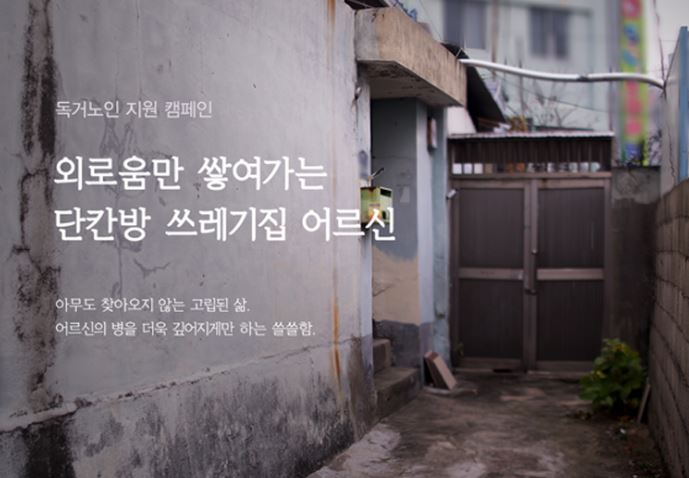 독거노인 지원 캠페인
외로움만 쌓여가는
단칸방 쓰레기집 어르신
아무도 찾아오지 않는 고립된 삶.
어르신의 병을 더욱 깊어지게만 하는 쓸쓸함.